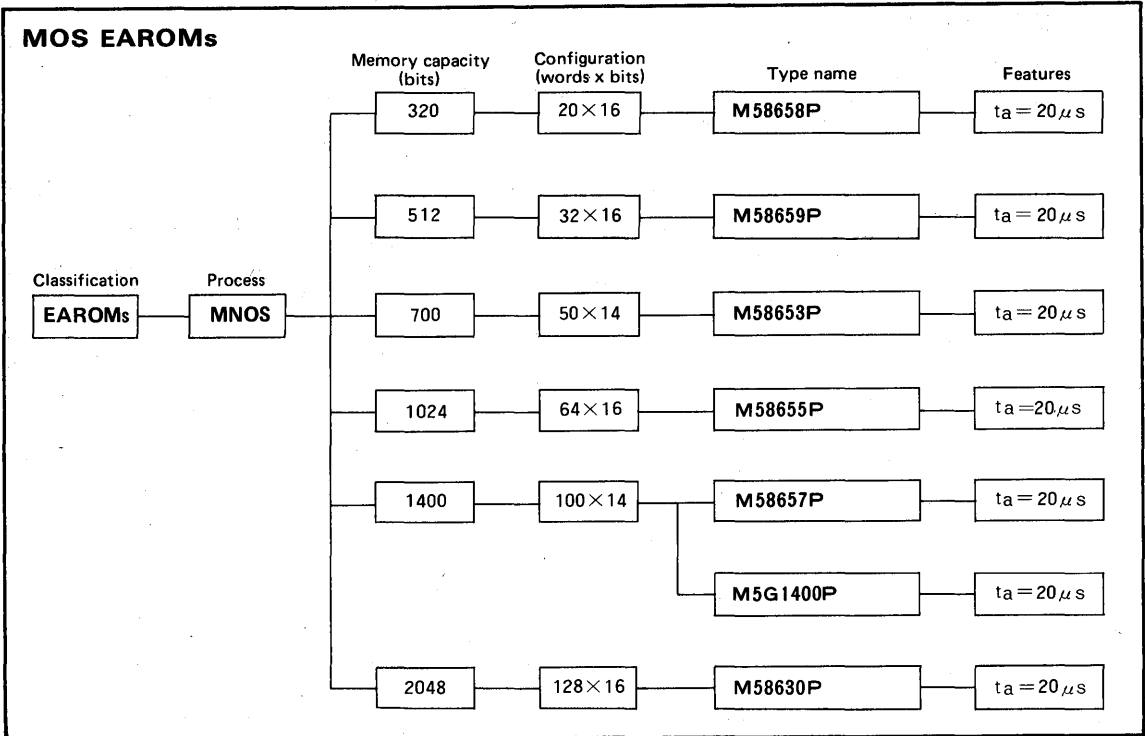 MOS EAROMs
Memory capacity
(bits)
Configuration
(words x bits)
Type name
Features
320
20×16
M58658P
ta = 20μs
512
32×16
M58659P
ta = 20μs
Classification
Process
EAROMs
MNOS
700
50×14
M58653P
ta = 20μs
1024
64×16
M58655P
ta =20μs
1400
100×14
M58657P
ta = 20μs
M5G1400P
ta = 20μs
2048
128×16
M58630P
ta = 20μs